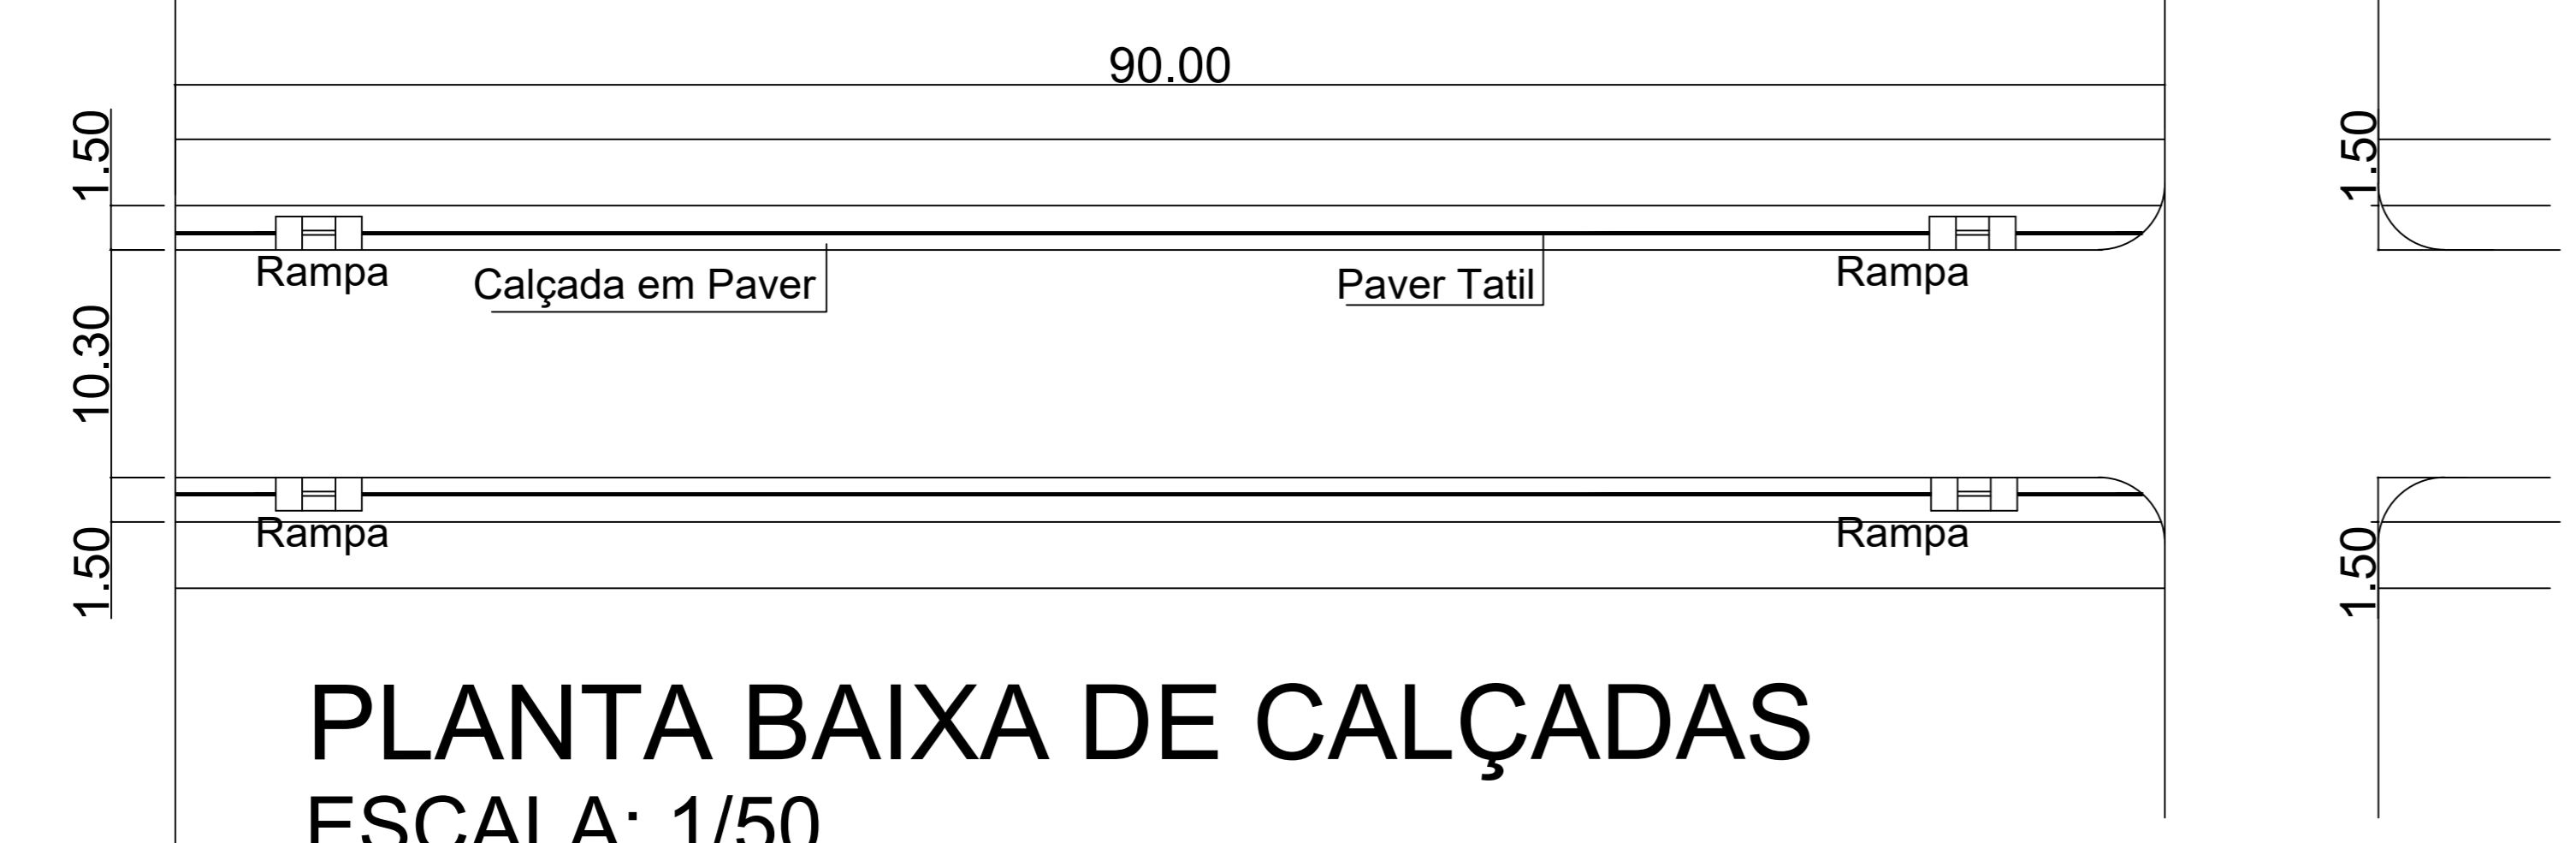 90.00
1.50
1.50
Rampa
Calçada em Paver
Paver Tatil
Rampa
10.30
Rampa
Rampa
1.50
1.50
PLANTA BAIXA DE CALÇADAS
ESCALA: 1/50